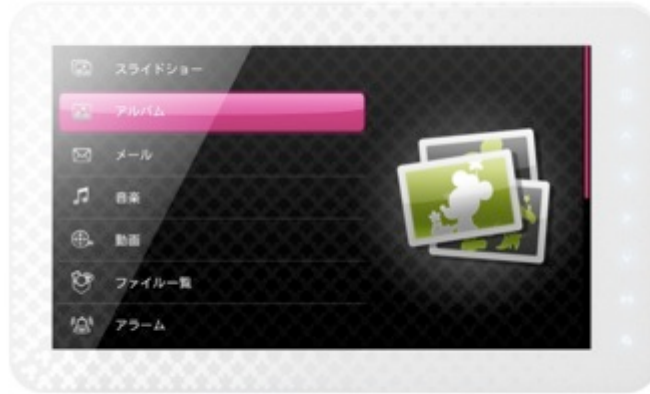 スライドショー
アルバム
メール
音楽
動画
ファイル一覧
アラーム